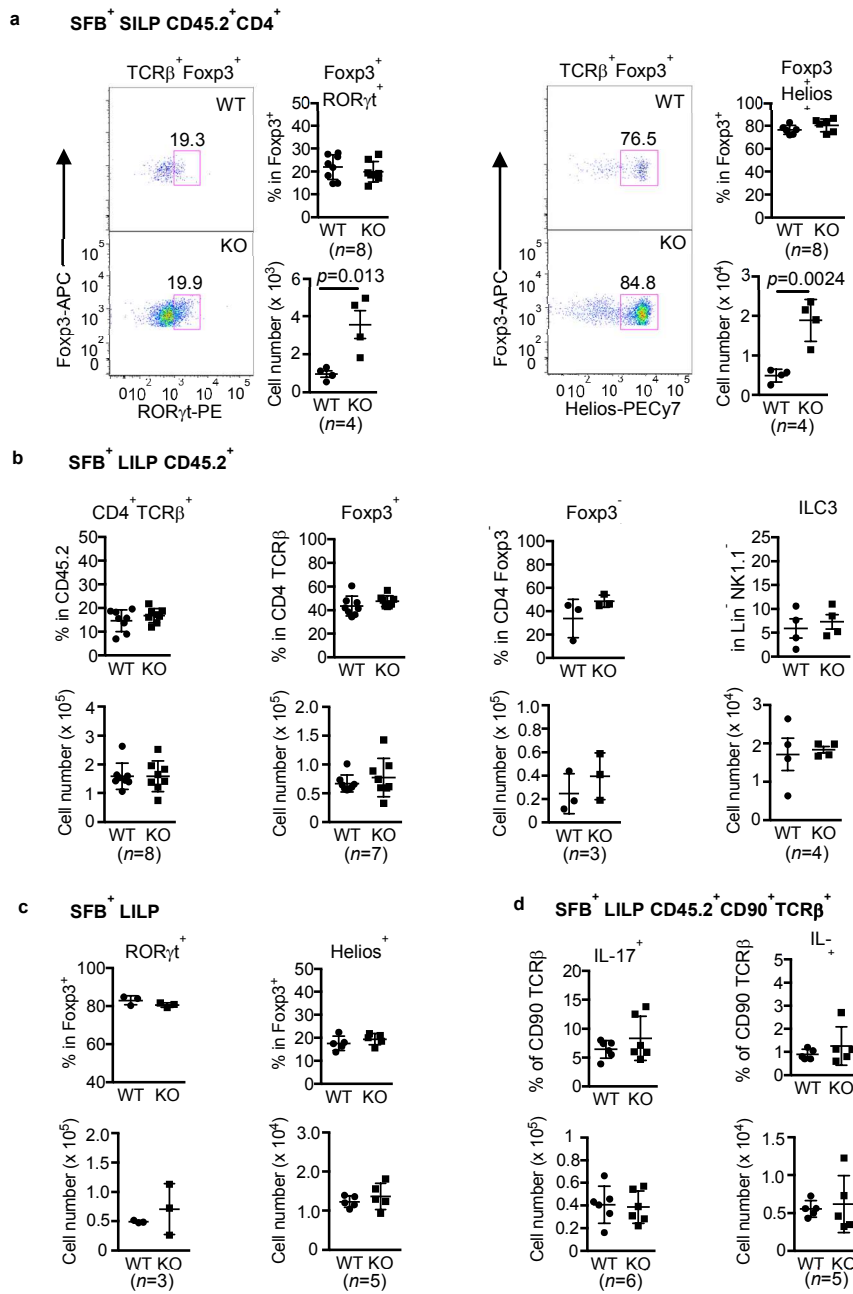 a SFB+ SILP CD45.2+CD4+
TCRβ+Foxp3+
WT
19.3
KO
19.9
10^5
10^4
10^3
10^2
0
Foxp3-APC
0 10^2 10^3 10^4 10^5
RORγt-PE
Foxp3+
RORγt+
% in Foxp3+
50
40
30
20
10
0
WT KO
(n=8)
Cell number (x 10^3)
p=0.013
6
4
2
0
WT KO
(n=4)
TCRβ+Foxp3+
WT
76.5
KO
84.8
10^5
10^4
10^3
10^2
0
Foxp3-APC
0 10^2 10^3 10^4 10^5
Helios-PECy7
Foxp3
Helios+
% in Foxp3+
100
80
60
40
20
0
WT KO
(n=8)
Cell number (x 10^4)
p=0.0024
3
2
1
0
WT KO
(n=4)
b SFB+ LILP CD45.2+
CD4+TCRβ+
% in CD45.2
50
40
30
20
10
0
WT KO
Foxp3+
% in CD4 TCRβ
100
80
60
40
20
0
WT KO
Foxp3-
% in CD4 Foxp3-
100
80
60
40
20
0
WT KO
ILC3
in Lin- NK1.1-
25
20
15
10
5
0
WT KO
Cell number (x 10^5)
4
3
2
1
0
WT KO
(n=8)
Cell number (x 10^5)
2.0
1.5
1.0
0.5
0
WT KO
(n=7)
Cell number (x 10^5)
1
0.8
0.6
0.4
0.2
0
WT KO
(n=3)
Cell number (x 10^4)
4
3
2
1
0
WT KO
(n=4)
c SFB+ LILP
RORγt+
% in Foxp3+
100
80
60
40
WT KO
Helios+
% in Foxp3+
50
40
30
20
10
0
WT KO
Cell number (x 10^5)
2.0
1.5
1.0
0.5
0
WT KO
(n=3)
Cell number (x 10^4)
3.0
2.0
1.0
0
WT KO
(n=5)
d SFB+ LILP CD45.2+CD90+TCRβ+
IL-17+
% of CD90 TCRβ
20
15
10
5
0
WT KO
IL-
+
% of CD90 TCRβ
5
4
3
2
1
0
WT KO
Cell number (x 10^5)
1
0.8
0.6
0.4
0.2
0
WT KO
(n=6)
Cell number (x 10^4)
1.5
1.0
0.5
0
WT KO
(n=5)